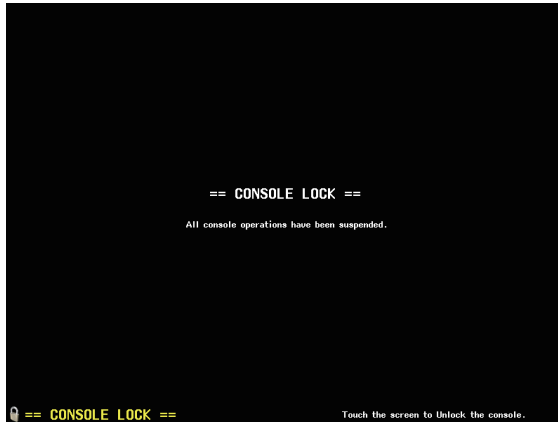 == CONSOLE LOCK ==
All console operations have been suspended.
== CONSOLE LOCK ==
Touch the screen to Unlock the console.